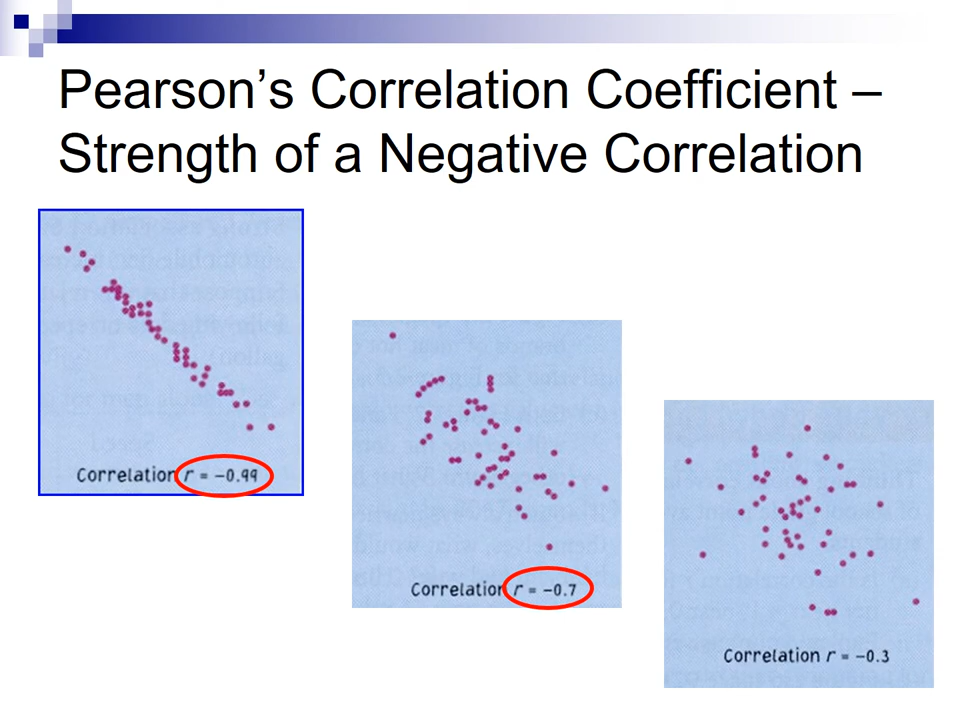 Pearson’s Correlation Coefficient –
Strength of a Negative Correlation
Correlation r = −0.99
Correlation r = −0.7
Correlation r = −0.3